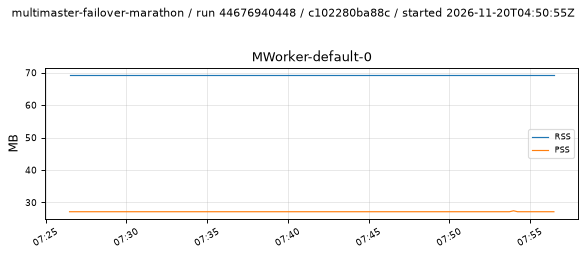 multimaster-failover-marathon / run 44676940448 / c102280ba88c / started 2026-11-20T04:50:55Z
MWorker-default-0
MB
70
60
50
40
30
RSS
PSS
07:25
07:30
07:35
07:40
07:45
07:50
07:55